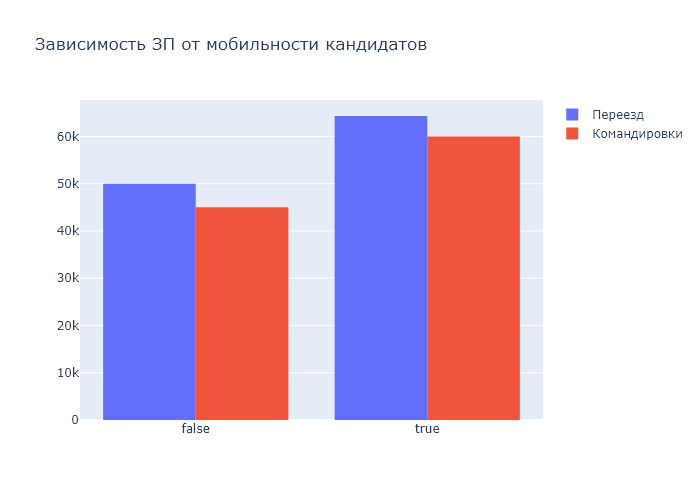 Зависимость ЗП от мобильности кандидатов
Переезд
Командировки
60k
50k
40k
30k
20k
10k
0
false
true